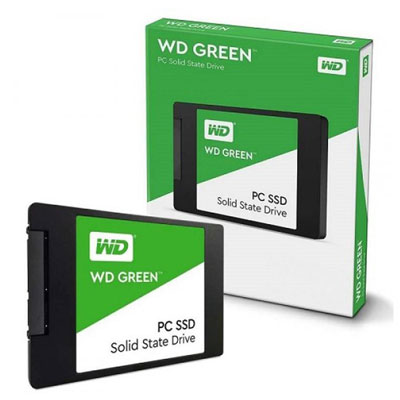 WD GREEN™
PC Solid State Drive
WD
WD
WD GREEN™
PC SSD
Solid State Drive
WD
WD GREEN™
PC SSD
Solid State Drive